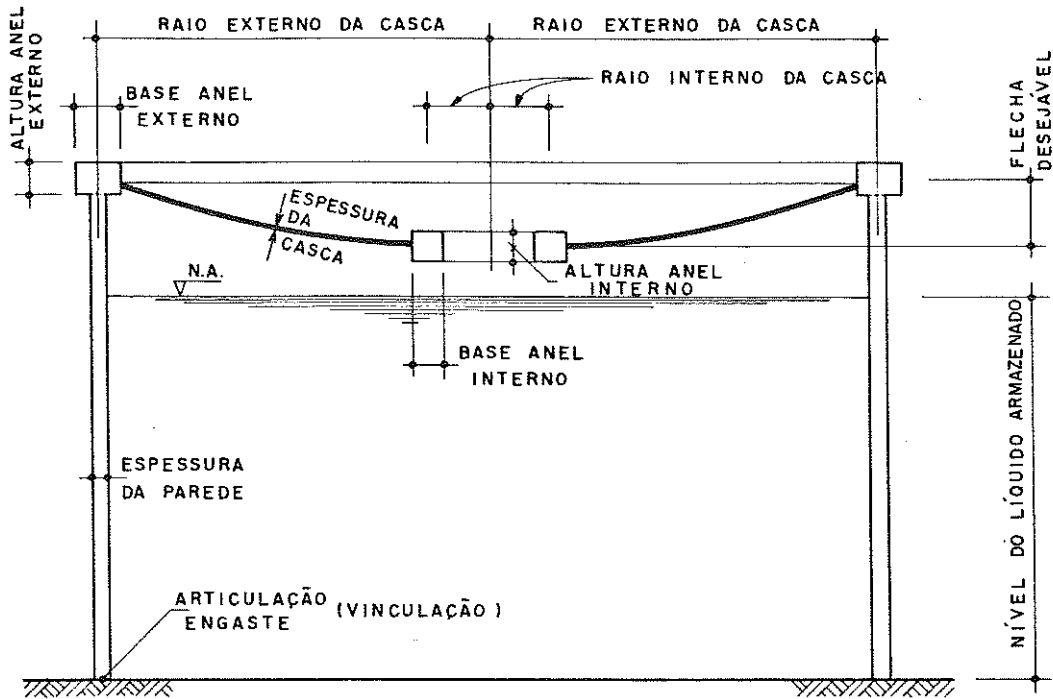 RAIO EXTERNO DA CASCA
RAIO EXTERNO DA CASCA
RAIO INTERNO DA CASCA
ALTURA ANEL
EXTERNO
BASE ANEL
EXTERNO
FLECHA
DESEJÁVEL
ESPESSURA
DA
CASCA
ALTURA ANEL
INTERNO
N.A.
BASE ANEL
INTERNO
NÍVEL DO LÍQUIDO ARMAZENADO
ESPESSURA
DA PAREDE
ARTICULAÇÃO
ENGASTE (VINCULAÇÃO)